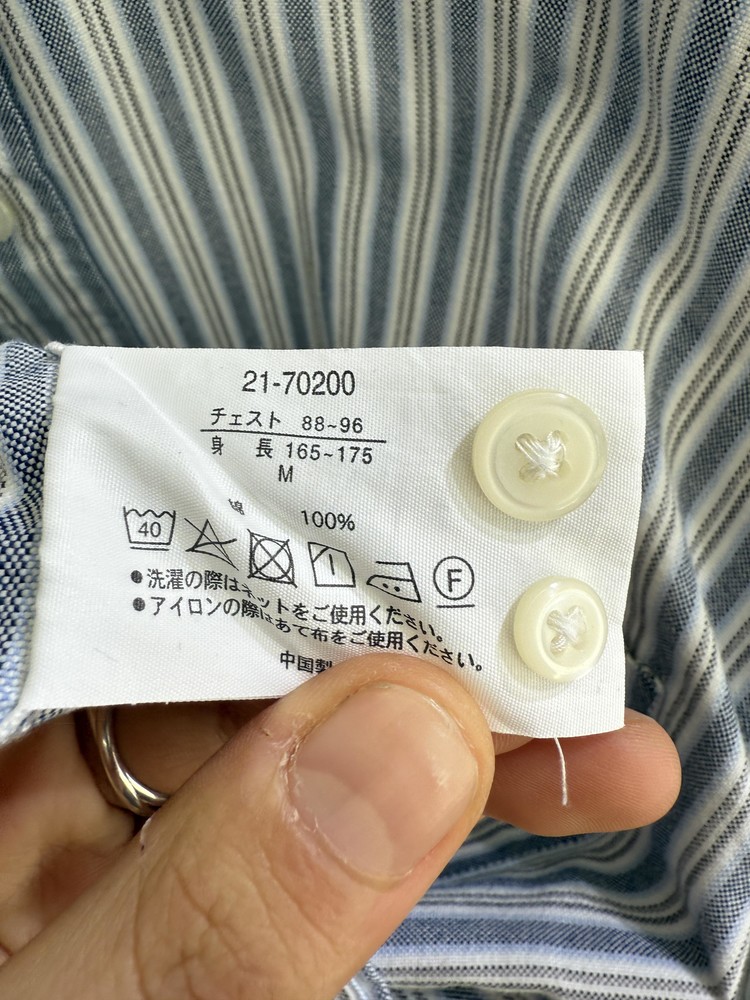 21-70200
チェスト 88~96
身 長 165~175
M
綿 100%
40 F
●洗濯の際はネットをご使用ください。
●アイロンの際はあて布をご使用ください。
中国製